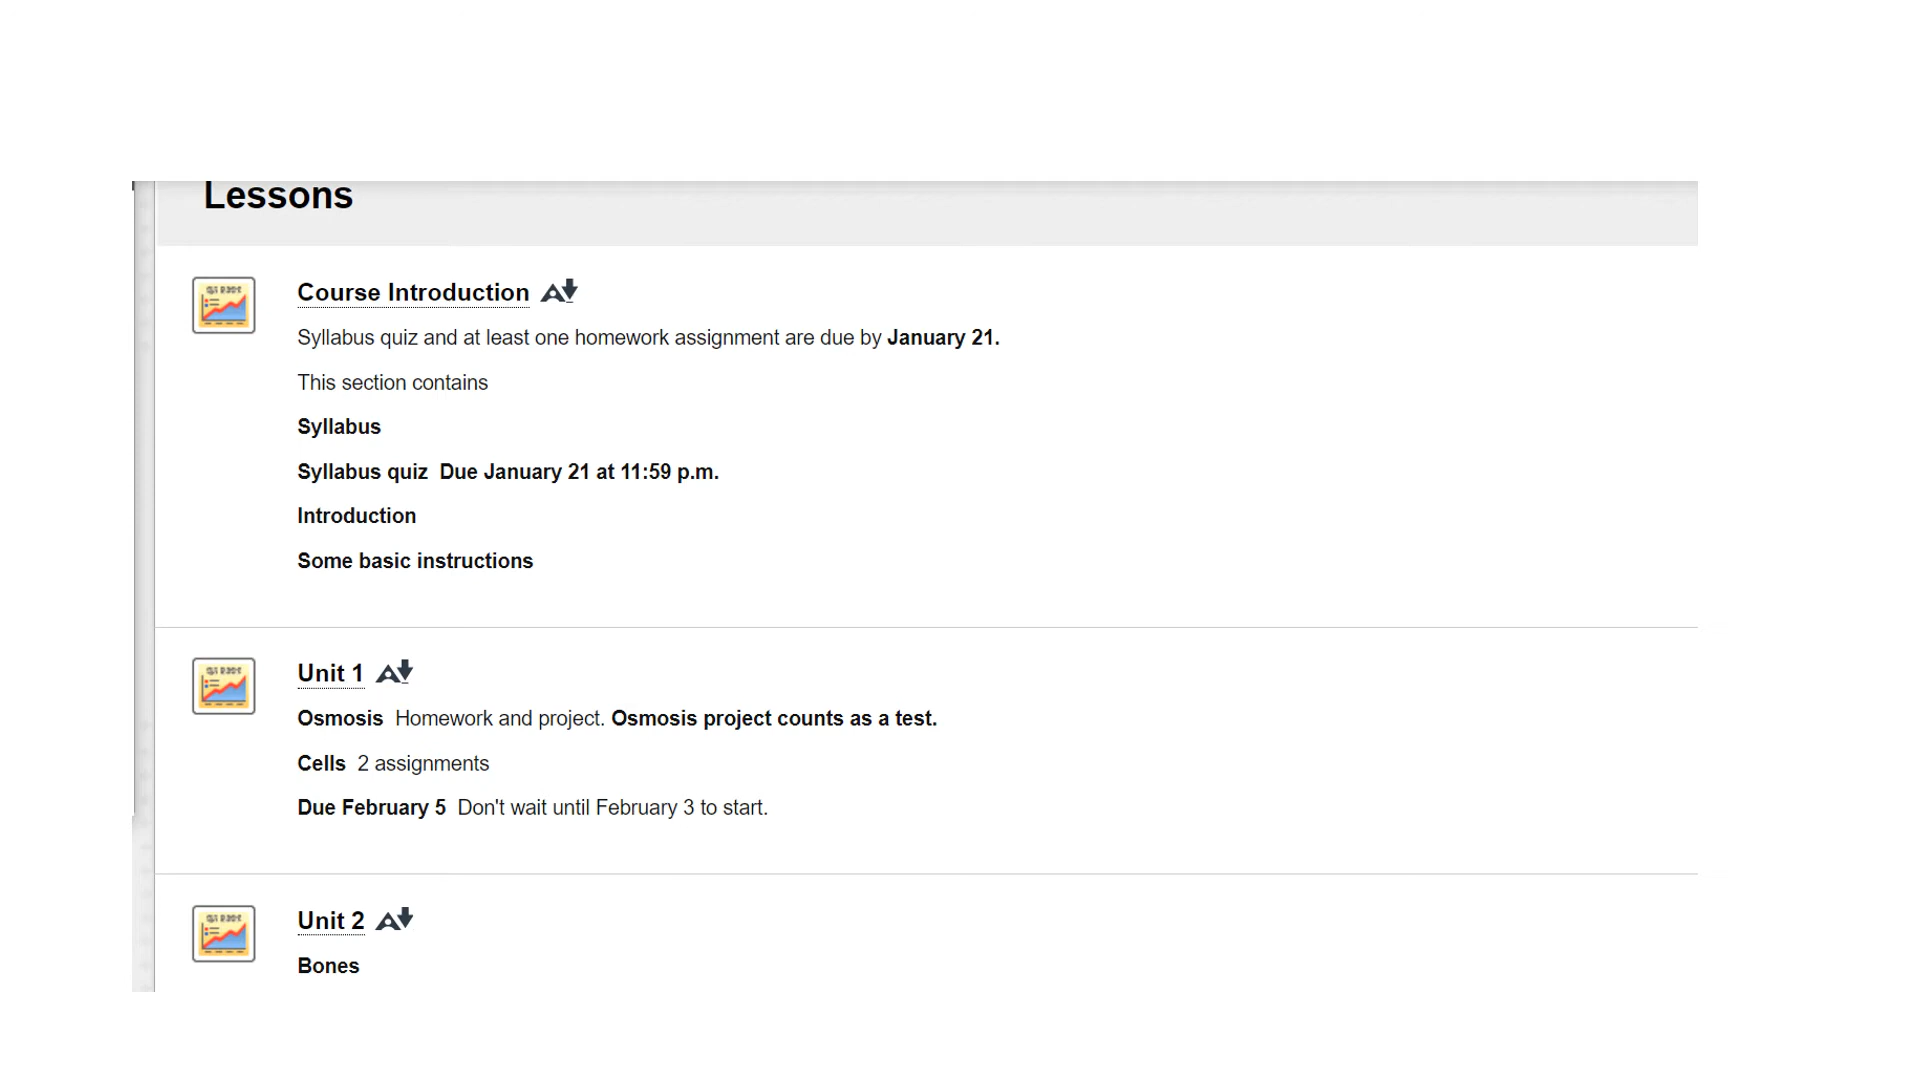 Lessons
Course Introduction
Syllabus quiz and at least one homework assignment are due by January 21.
This section contains
Syllabus
Syllabus quiz  Due January 21 at 11:59 p.m.
Introduction
Some basic instructions
Unit 1
Osmosis  Homework and project. Osmosis project counts as a test.
Cells  2 assignments
Due February 5  Don't wait until February 3 to start.
Unit 2
Bones